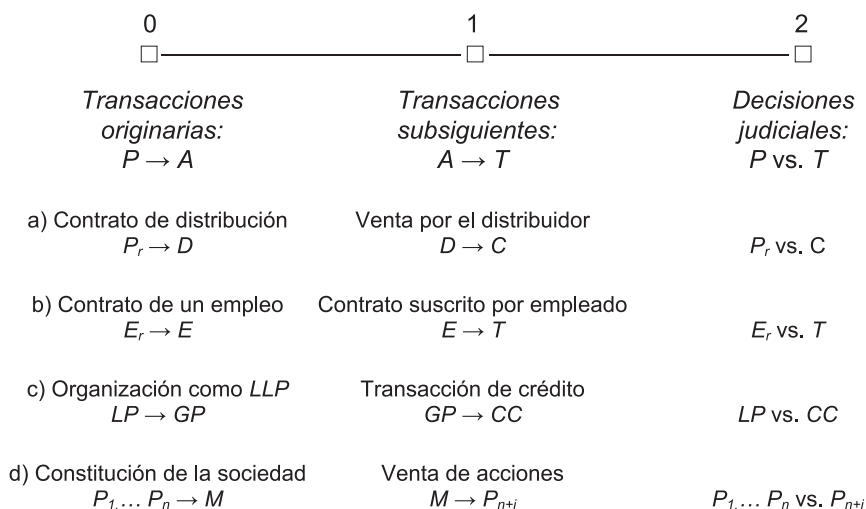 0 1 2
Transacciones Transacciones Decisiones
originarias: subsiguientes: judiciales:
P → A A → T P vs. T
a) Contrato de distribución Venta por el distribuidor
Pr → D D → C Pr vs. C
b) Contrato de un empleo Contrato suscrito por empleado
Er → E E → T Er vs. T
c) Organización como LLP Transacción de crédito
LP → GP GP → CC LP vs. CC
d) Constitución de la sociedad Venta de acciones
P1,... Pn → M M → Pn+i P1,... Pn vs. Pn+i